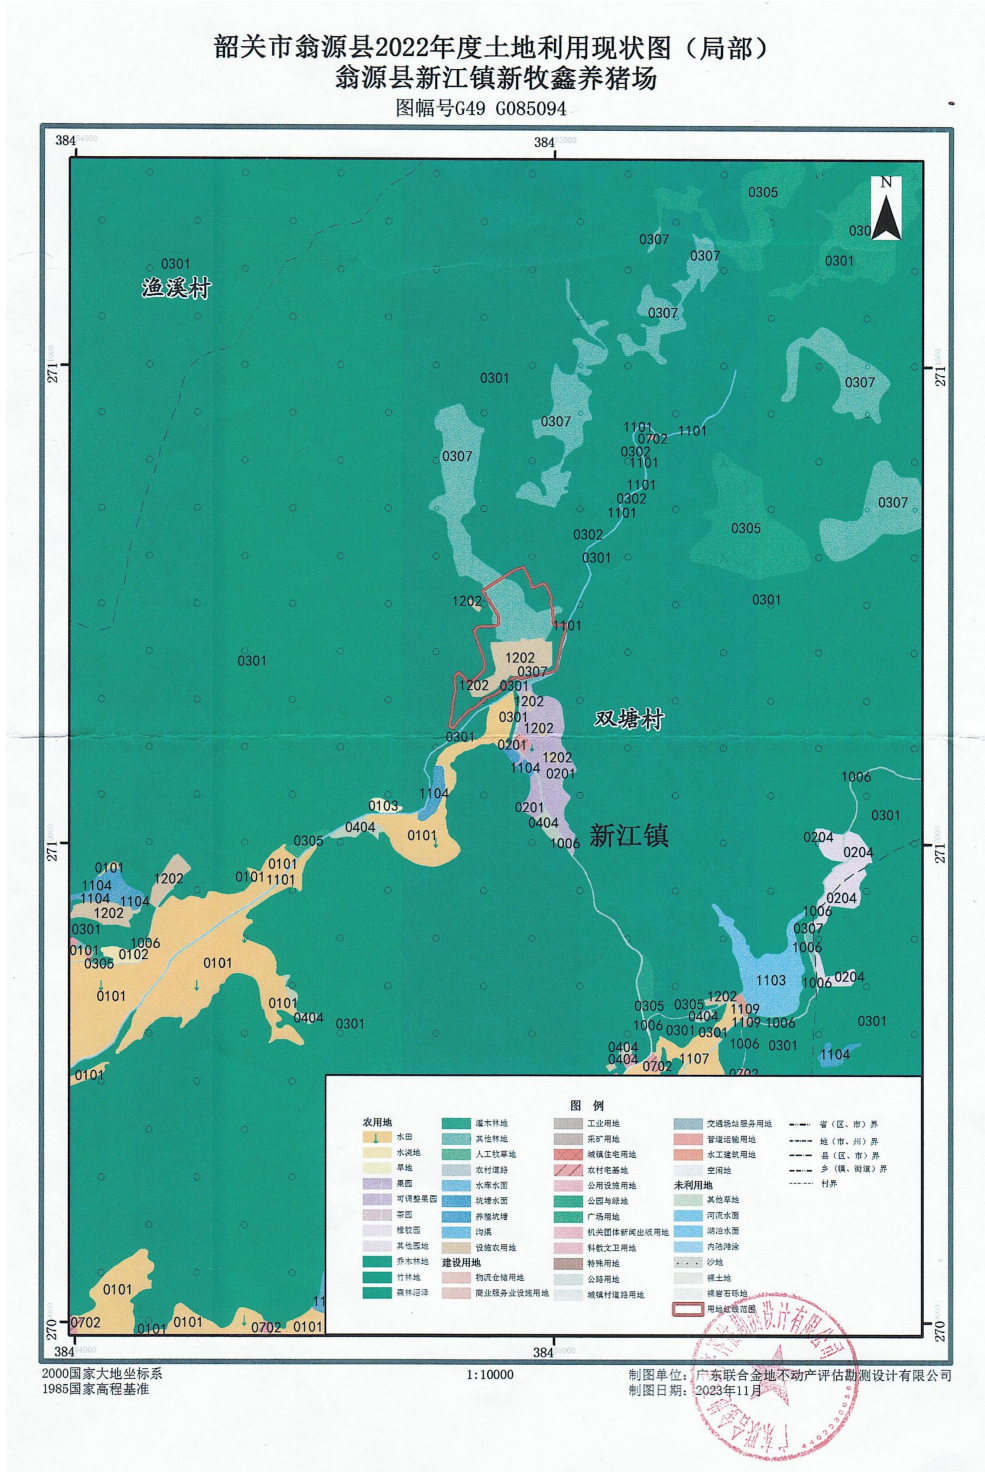 韶关市翁源县2022年度土地利用现状图（局部）
翁源县新江镇新牧鑫养猪场
图幅号G49 G085094
384
384
N
0305
0307
0301
0307
0301
渔溪村
0307
271
271
0301
0307
0307
1101
1101
0702
0302
1101
0307
1101
0302
1101
0307
0305
0302
0301
1202
0301
1101
1202
0301
0307
1202
0301
1202
0301
双塘村
1202
0301
0201
1202
1104
0201
1006
1104
0103
0201
0301
0404
0404
0101
新江镇
0204
0305
1006
0204
271
271
0101
0101
1101
0101
1202
1104
1104
1104
1202
0204
1006
0301
0307
1006
1006
0101
0102
0305
0101
0204
1103
1006
0101
0101
0404
0301
1202
0305
0305
1109
0404
1109
1006
0301
1006
0301
0301
1006
0301
0404
0404
1107
1104
0702
0101
0702
图 例
农用地
水田
水浇地
旱地
果园
可调整果园
茶园
橡胶园
其他园地
乔木林地
竹林地
森林沼泽
灌木林地
其他林地
人工牧草地
农村道路
水库水面
坑塘水面
养殖坑塘
沟渠
设施农用地
建设用地
物流仓储用地
商业服务业设施用地
工业用地
采矿用地
城镇住宅用地
农村宅基地
公用设施用地
公园与绿地
广场用地
机关团体新闻出版用地
科教文卫用地
特殊用地
公路用地
城镇村道路用地
交通场站服务用地
管道运输用地
水工建筑用地
空闲地
未利用地
其他草地
河流水面
湖泊水面
内陆滩涂
沙地
裸土地
裸岩石砾地
用地红线范围
省（区、市）界
地（市、州）界
县（区、市）界
乡（镇、街道）界
村界
0101
0702
0101
0101
0702
0101
270
270
384
384
2000国家大地坐标系
1985国家高程基准
1:10000
制图单位：广东联合金地不动产评估勘测设计有限公司
制图日期：2023年11月